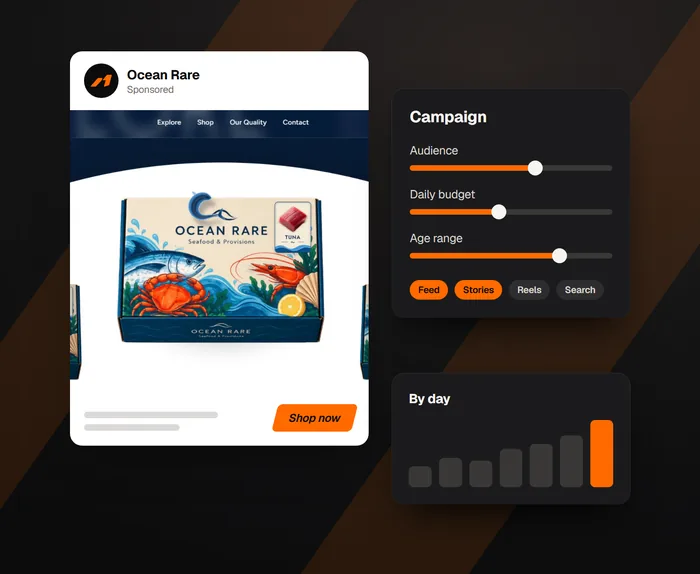 Ocean Rare
Sponsored
Explore Shop Our Quality Contact
OCEAN RARE
Seafood & Provisions
TUNA
OCEAN RARE
Seafood & Provisions
Shop now
Campaign
Audience
Daily budget
Age range
Feed Stories Reels Search
By day